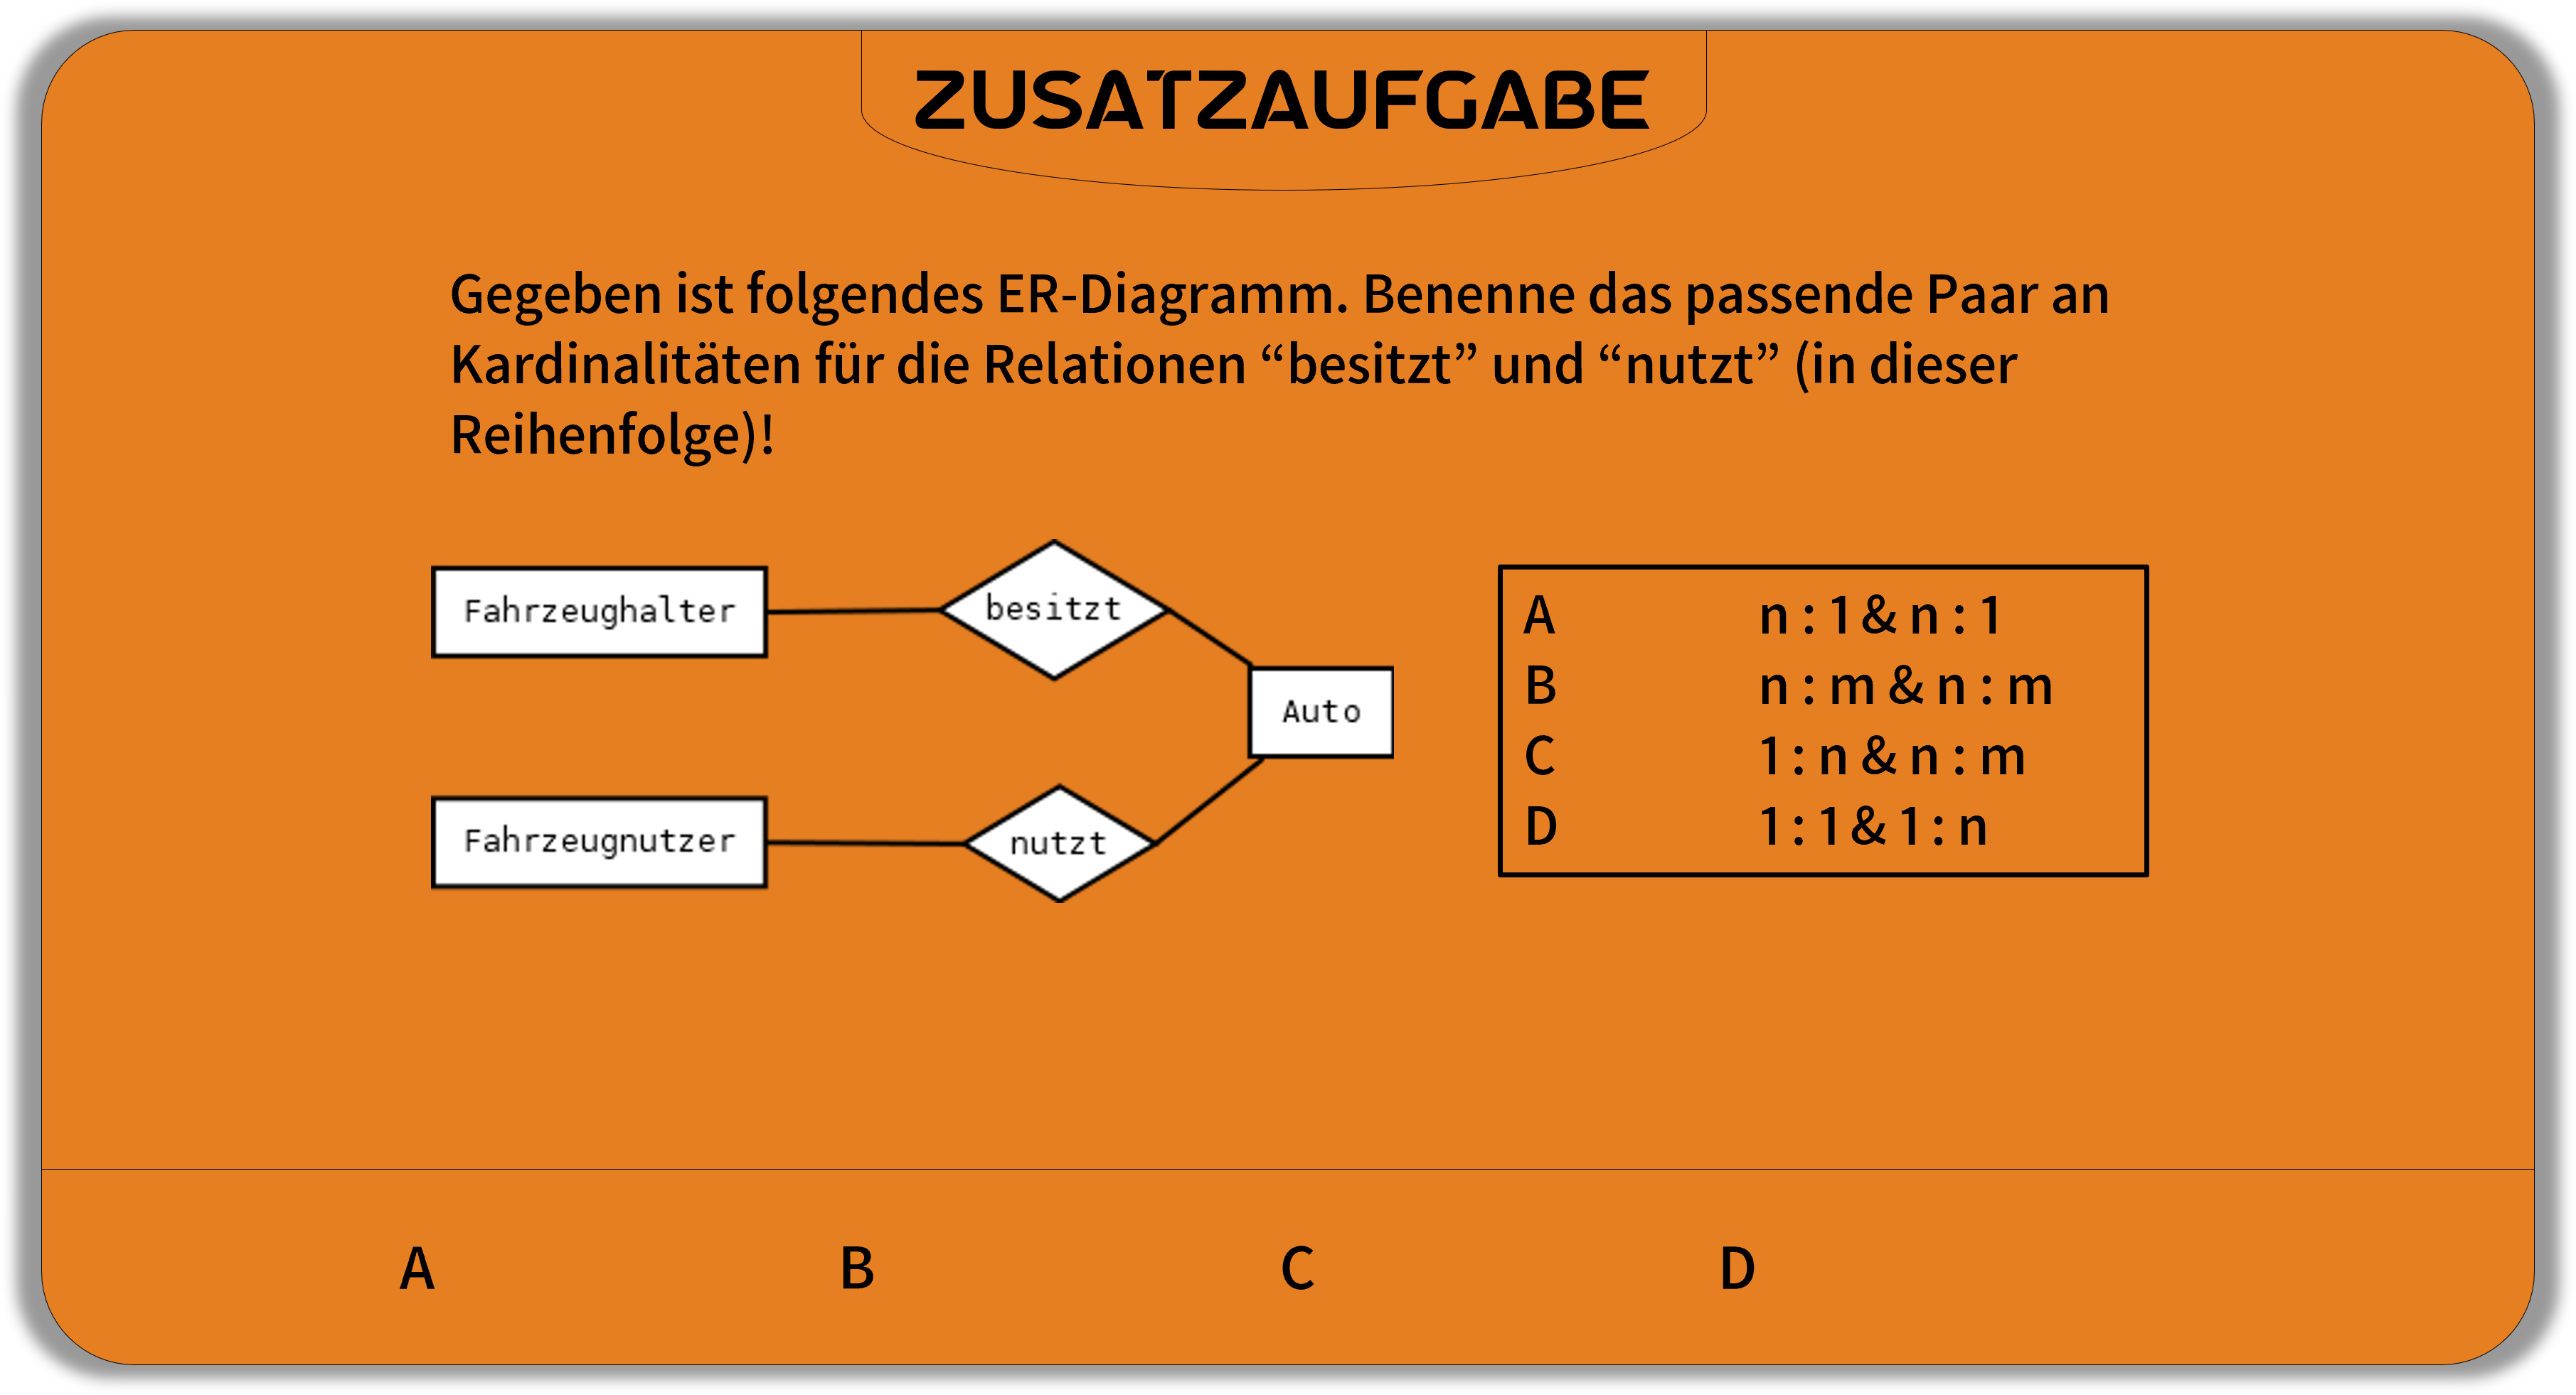 ZUSATZAUFGABE
Gegeben ist folgendes ER-Diagramm. Benenne das passende Paar an
Kardinalitäten für die Relationen “besitzt” und “nutzt” (in dieser
Reihenfolge)!
Fahrzeughalter
besitzt
Auto
Fahrzeugnutzer
nutzt
A n : 1 & n : 1
B n : m & n : m
C 1 : n & n : m
D 1 : 1 & 1 : n
A B C D